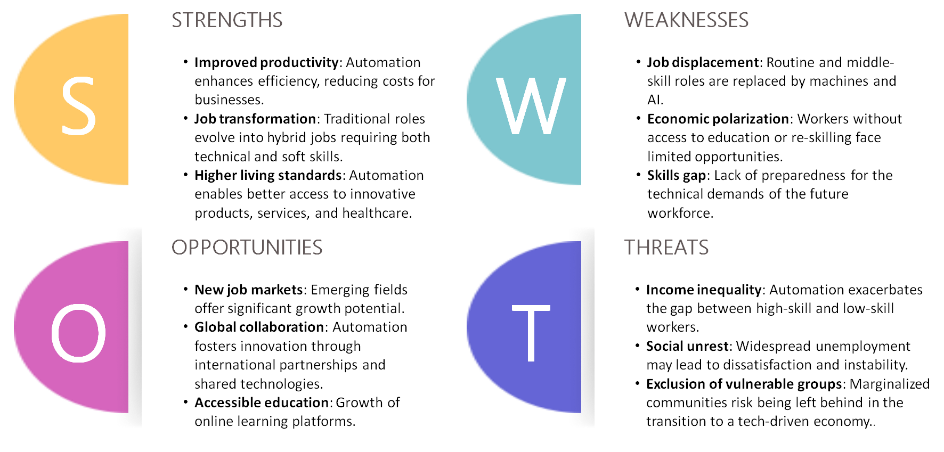 S
STRENGTHS
• Improved productivity: Automation
enhances efficiency, reducing costs for
businesses.
• Job transformation: Traditional roles
evolve into hybrid jobs requiring both
technical and soft skills.
• Higher living standards: Automation
enables better access to innovative
products, services, and healthcare.
W
WEAKNESSES
• Job displacement: Routine and middle-
skill roles are replaced by machines and
AI.
• Economic polarization: Workers without
access to education or re-skilling face
limited opportunities.
• Skills gap: Lack of preparedness for the
technical demands of the future
workforce.
O
OPPORTUNITIES
• New job markets: Emerging fields
offer significant growth potential.
• Global collaboration: Automation
fosters innovation through
international partnerships and
shared technologies.
• Accessible education: Growth of
online learning platforms.
T
THREATS
• Income inequality: Automation exacerbates
the gap between high-skill and low-skill
workers.
• Social unrest: Widespread unemployment
may lead to dissatisfaction and instability.
• Exclusion of vulnerable groups: Marginalized
communities risk being left behind in the
transition to a tech-driven economy..